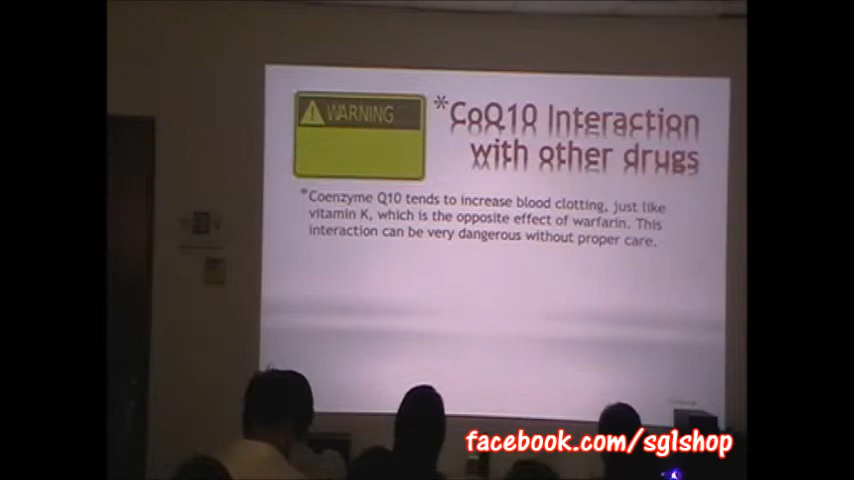 WARNING
*CoQ10 Interaction
with other drugs
*Coenzyme Q10 tends to increase blood clotting, just like
vitamin K, which is the opposite effect of warfarin. This
interaction can be very dangerous without proper care.
facebook.com/sg1shop